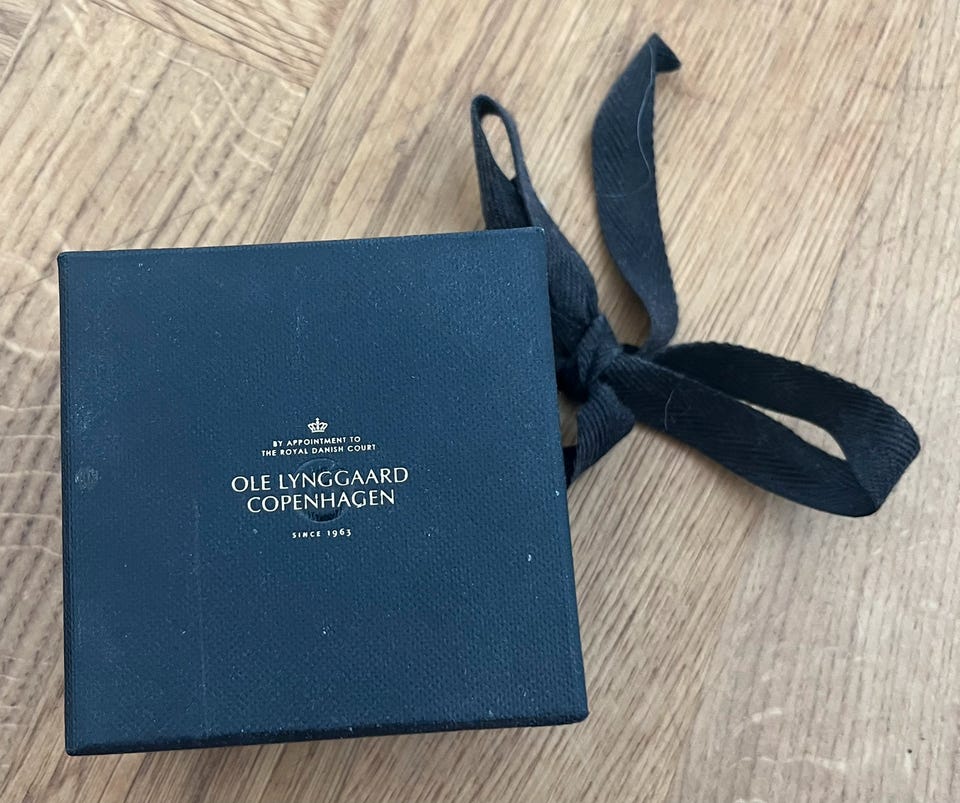 BY APPOINTMENT TO
THE ROYAL DANISH COURT
OLE LYNGGAARD
COPENHAGEN
SINCE 1963